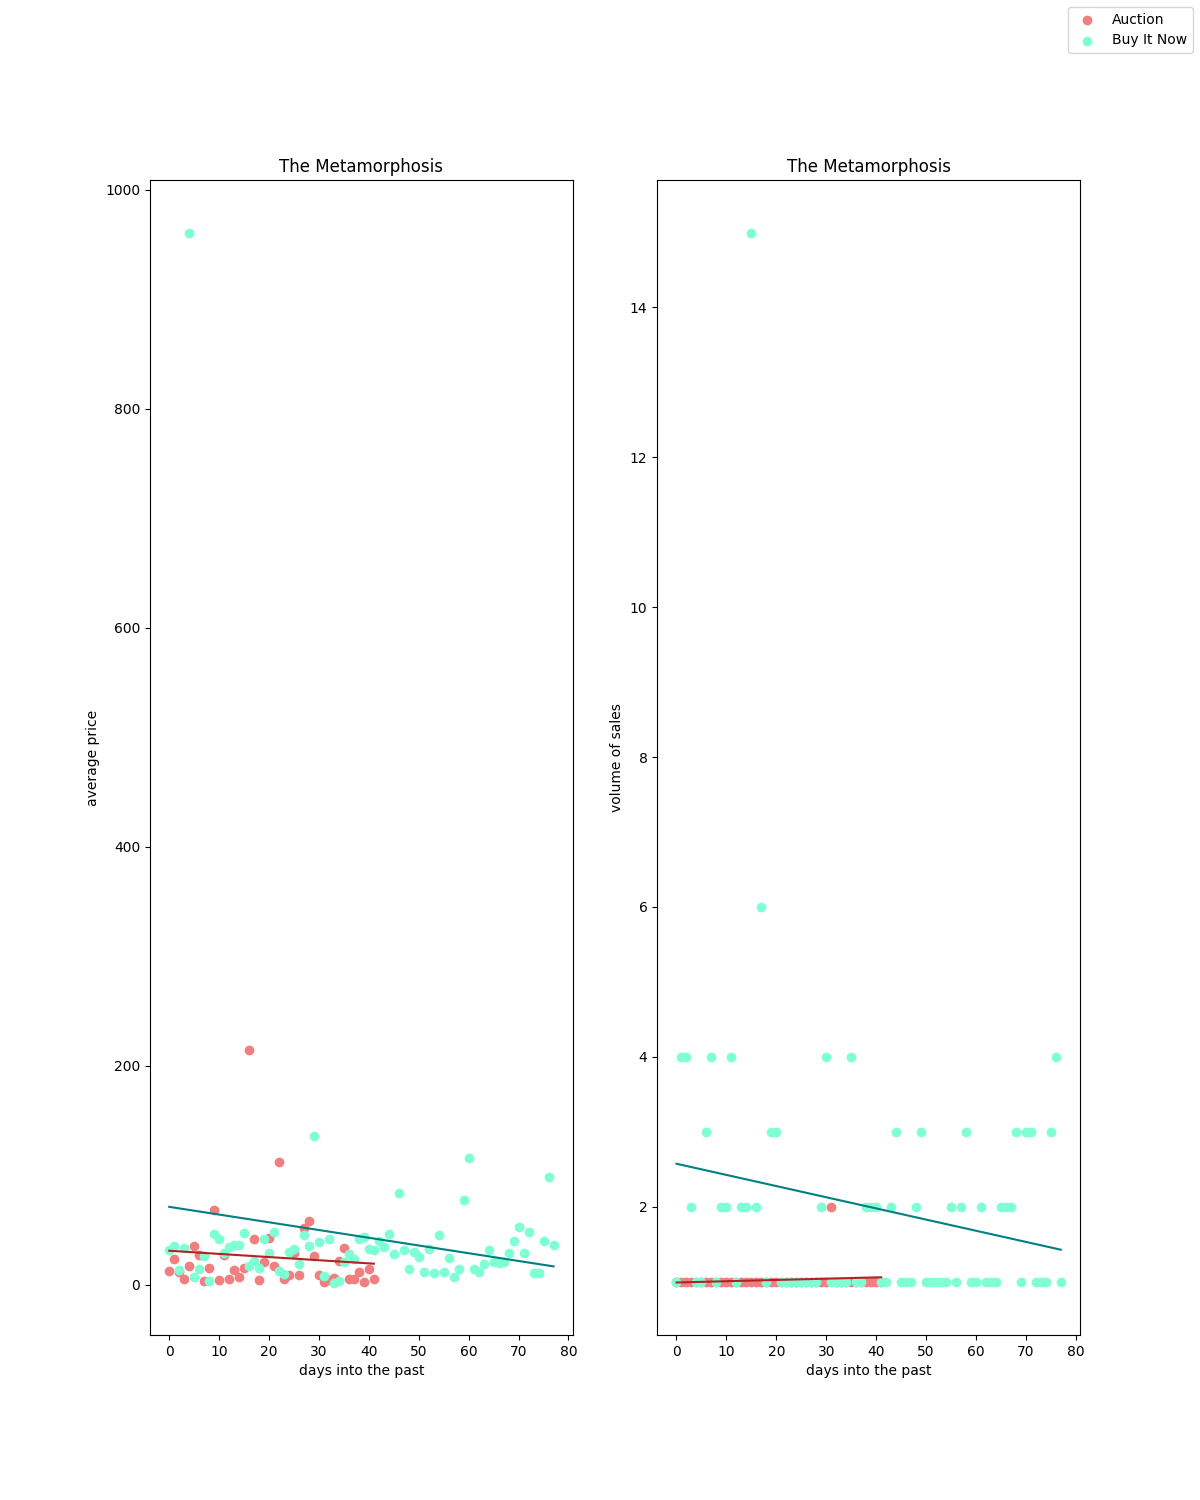 Auction
Buy It Now
The Metamorphosis
1000
800
600
400
200
0
average price
0 10 20 30 40 50 60 70 80
days into the past
The Metamorphosis
14
12
10
8
6
4
2
volume of sales
0 10 20 30 40 50 60 70 80
days into the past